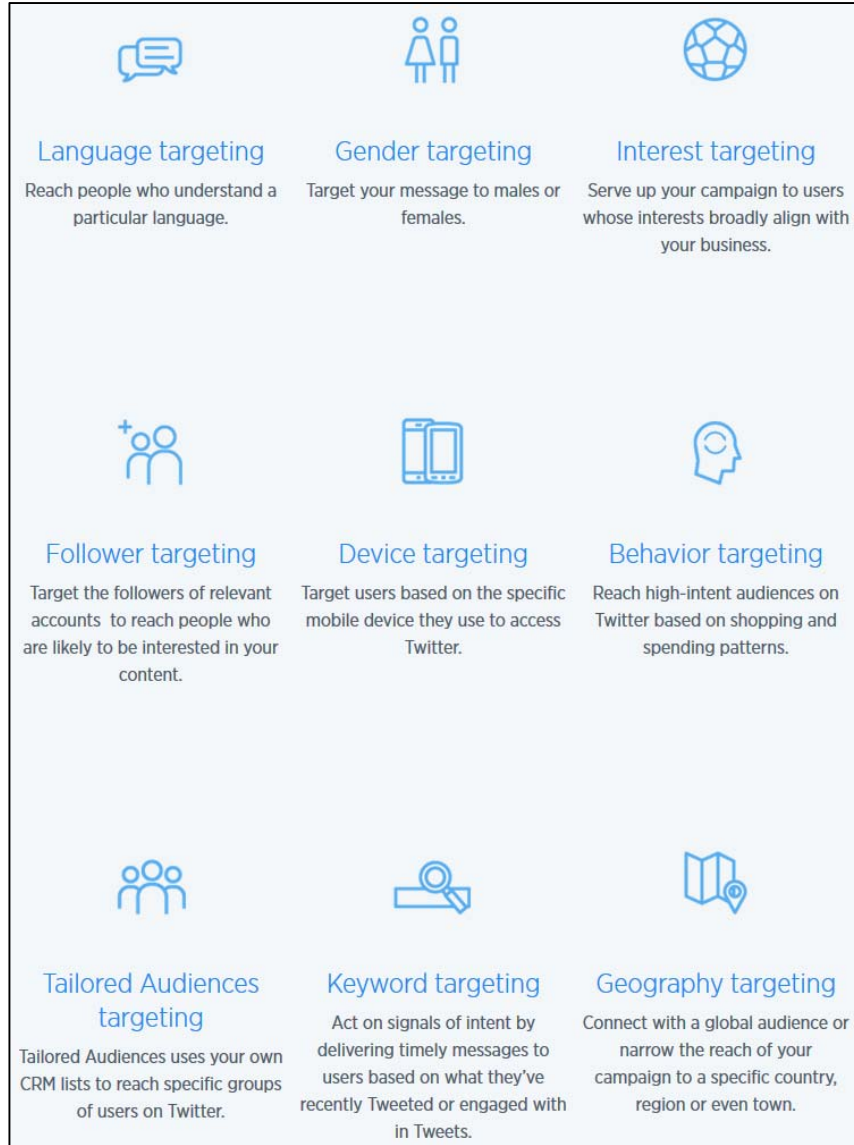 Language targeting
Reach people who understand a
particular language.
Gender targeting
Target your message to males or
females.
Interest targeting
Serve up your campaign to users
whose interests broadly align with
your business.
Follower targeting
Target the followers of relevant
accounts to reach people who
are likely to be interested in your
content.
Device targeting
Target users based on the specific
mobile device they use to access
Twitter.
Behavior targeting
Reach high-intent audiences on
Twitter based on shopping and
spending patterns.
Tailored Audiences
targeting
Tailored Audiences uses your own
CRM lists to reach specific groups
of users on Twitter.
Keyword targeting
Act on signals of intent by
delivering timely messages to
users based on what they've
recently Tweeted or engaged with
in Tweets.
Geography targeting
Connect with a global audience or
narrow the reach of your
campaign to a specific country,
region or even town.